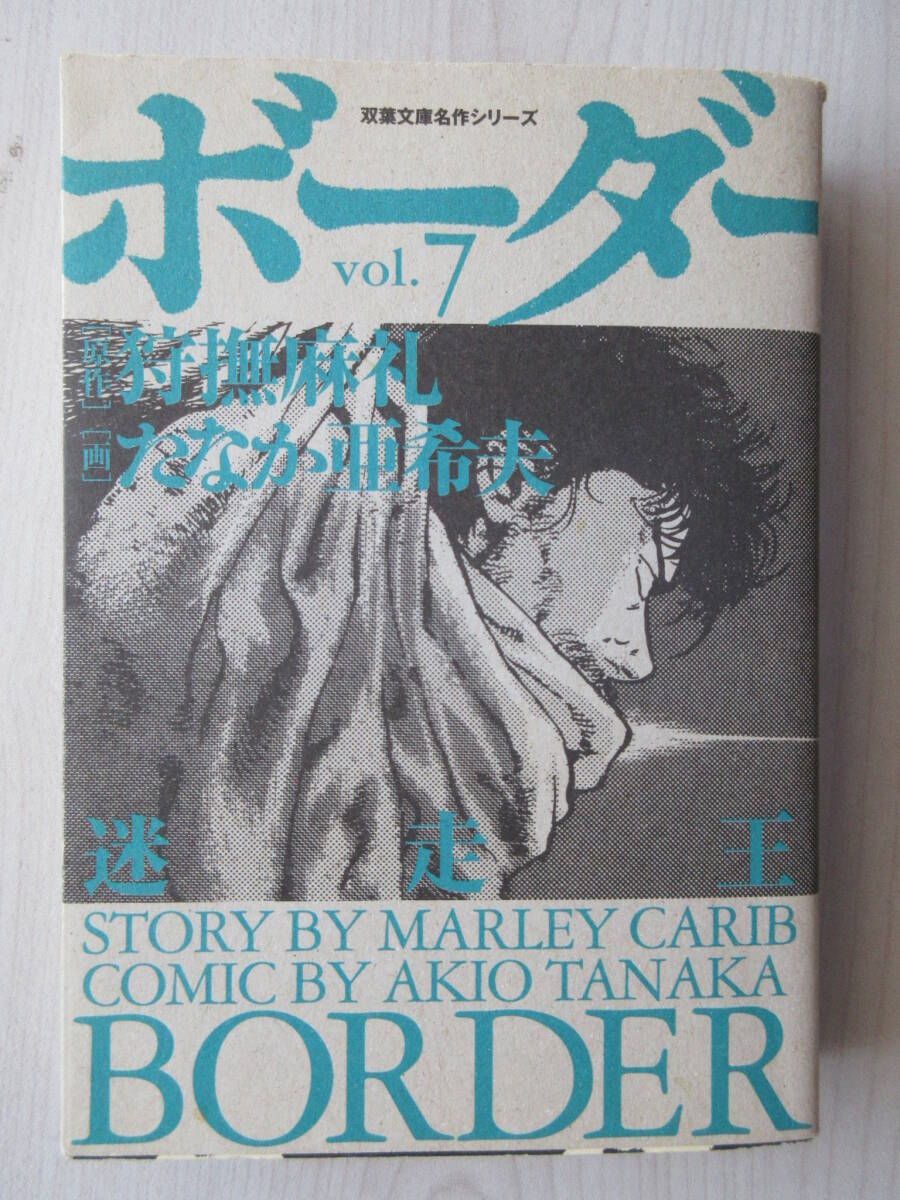 双葉文庫名作シリーズ
ボーダー
vol.7
[原作]狩撫麻礼
[画]たなか亜希夫
迷走王
STORY BY MARLEY CARIB
COMIC BY AKIO TANAKA
BORDER